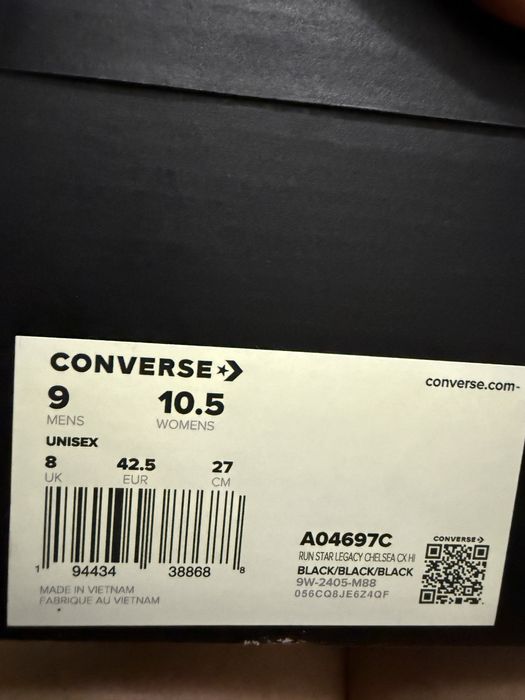 CONVERSE
converse.com-
9 10.5
MENS WOMENS
UNISEX
8 42.5 27
UK EUR CM
1 94434 38868 8
MADE IN VIETNAM
FABRIQUE AU VIETNAM
A04697C
RUN STAR LEGACY CHELSEA CX HI
BLACK/BLACK/BLACK
9W-2405-M88
056CQ8JE6Z4QF
CONVERSE